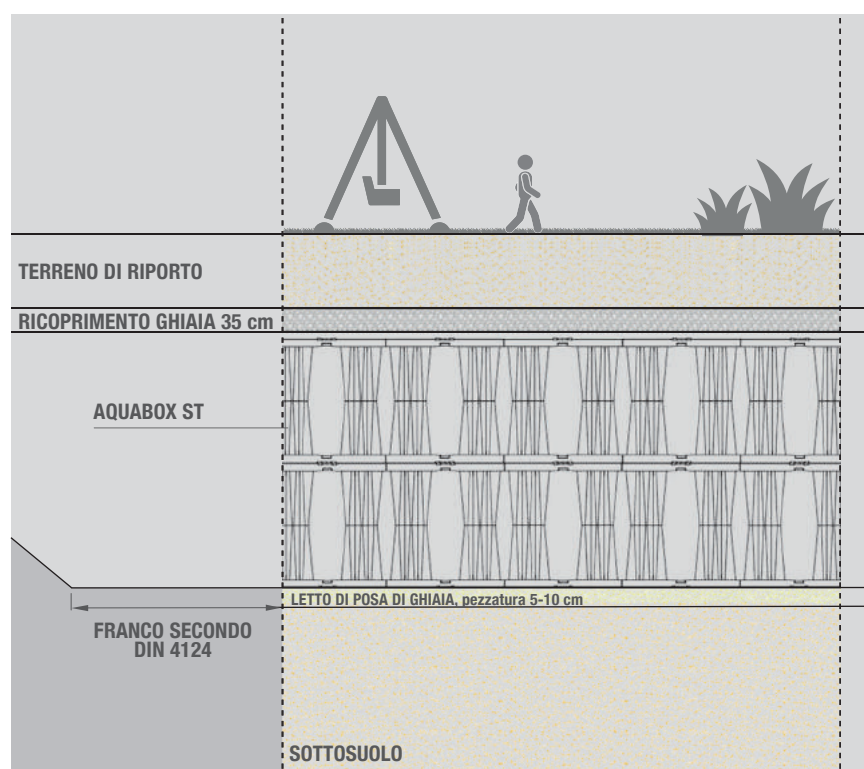 TERRENO DI RIPORTO
RICOPRIMENTO GHIAIA 35 cm
AQUABOX ST
LETTO DI POSA DI GHIAIA, pezzatura 5-10 cm
FRANCO SECONDO
DIN 4124
SOTTOSUOLO